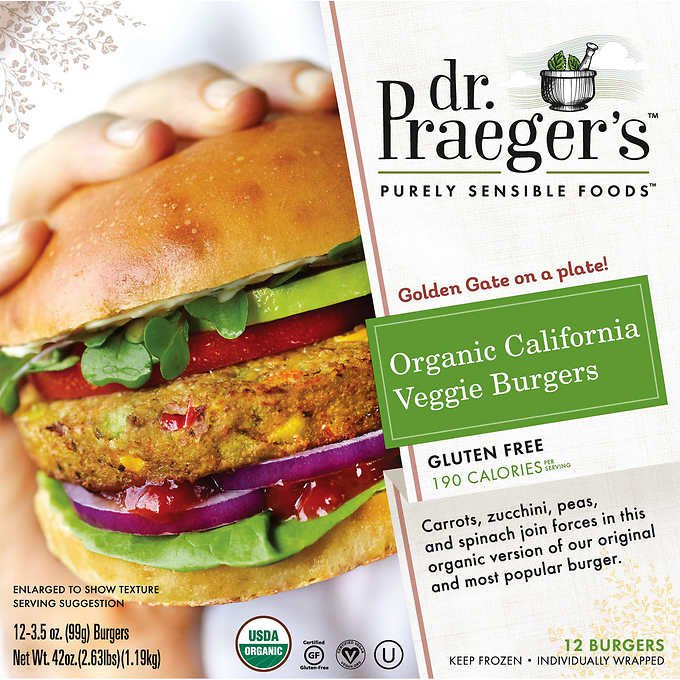 dr.
Praeger's™
PURELY SENSIBLE FOODS™
Golden Gate on a plate!
Organic California
Veggie Burgers
GLUTEN FREE
190 CALORIES PER SERVING
Carrots, zucchini, peas,
and spinach join forces in this
organic version of our original
and most popular burger.
ENLARGED TO SHOW TEXTURE
SERVING SUGGESTION
12-3.5 oz. (99g) Burgers
Net Wt. 42oz.(2.63lbs)(1.19kg)
USDA
ORGANIC
Certified
GF
Gluten-Free
V
U
12 BURGERS
KEEP FROZEN • INDIVIDUALLY WRAPPED